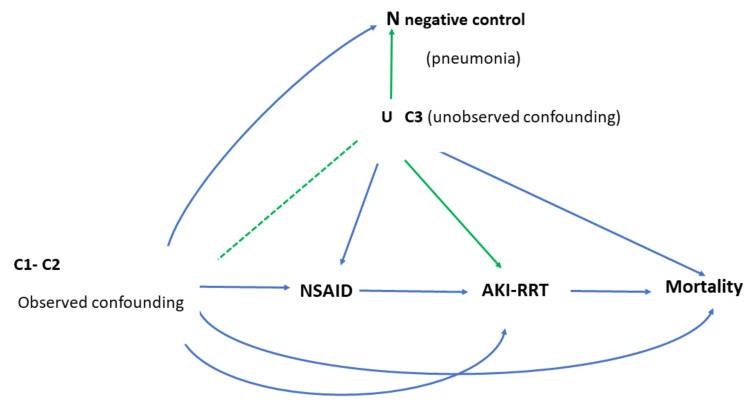 N negative control
(pneumonia)
U C3 (unobserved confounding)
C1- C2
Observed confounding
NSAID
AKI-RRT
Mortality